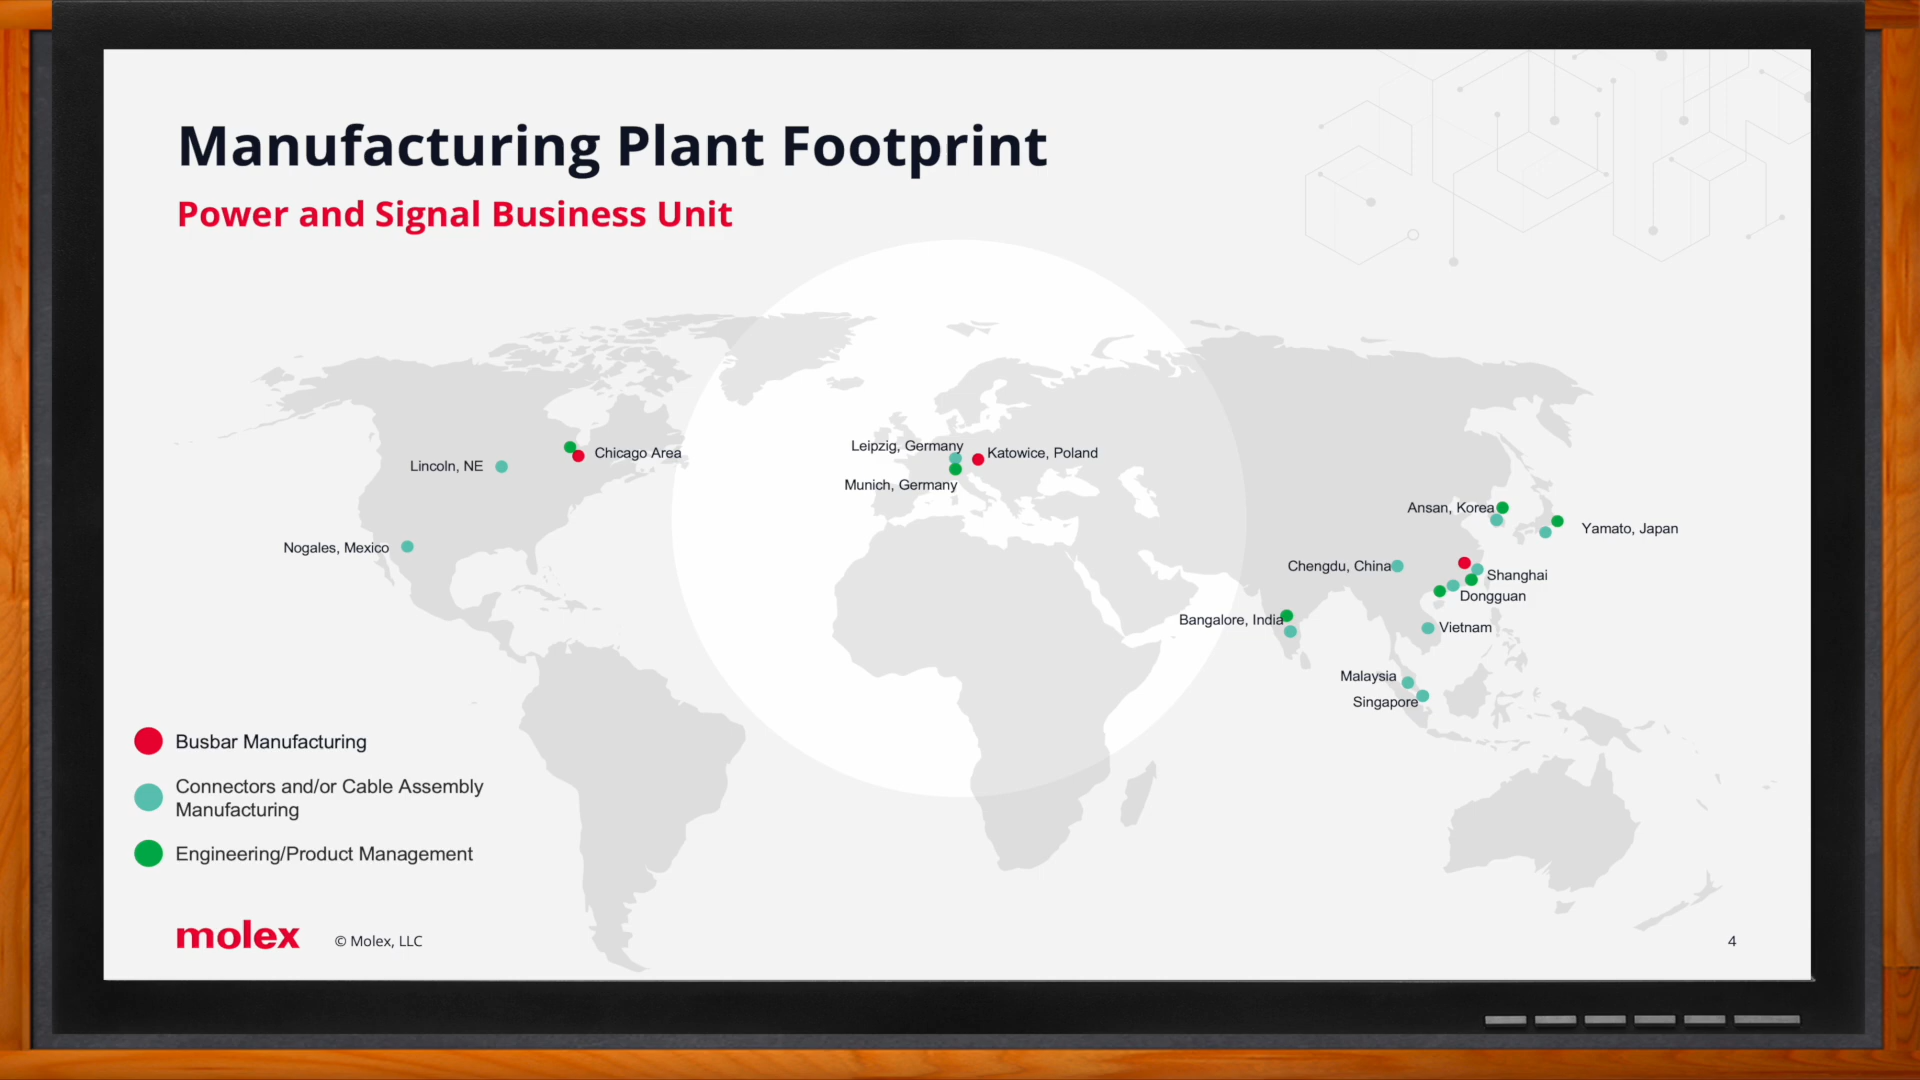 Manufacturing Plant Footprint
Power and Signal Business Unit
Lincoln, NE
Chicago Area
Nogales, Mexico
Leipzig, Germany
Katowice, Poland
Munich, Germany
Ansan, Korea
Yamato, Japan
Chengdu, China
Shanghai
Dongguan
Bangalore, India
Vietnam
Malaysia
Singapore
Busbar Manufacturing
Connectors and/or Cable Assembly
Manufacturing
Engineering/Product Management
molex
© Molex, LLC
4